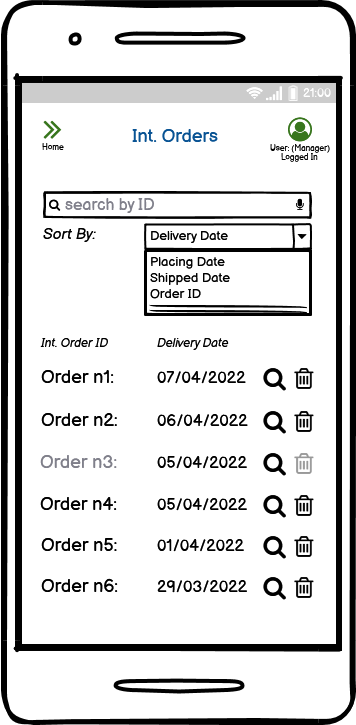 21:00
Int. Orders
Home
User: (Manager)
Logged In
search by ID
Sort By:
Delivery Date
Placing Date
Shipped Date
Order ID
Int. Order ID Delivery Date
Order n1: 07/04/2022
Order n2: 06/04/2022
Order n3: 05/04/2022
Order n4: 05/04/2022
Order n5: 01/04/2022
Order n6: 29/03/2022